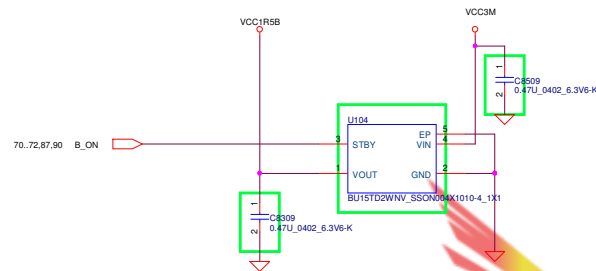 VCC1R5B
VCC3M
1
2
C8509
0.47U_0402_6.3V6-K
U104
70..72,87,90 B_ON
3 STBY
EP 5
VIN 4
1 VOUT
GND 2
BU15TD2WNV_SSON004X1010-4_1X1
1
2
C8309
0.47U_0402_6.3V6-K